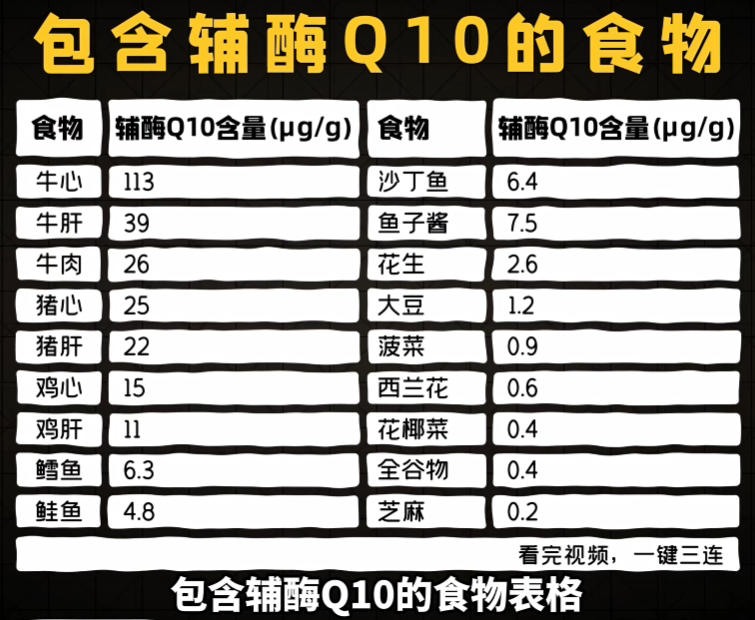 包含辅酶Q10的食物
食物 辅酶Q10含量(μg/g) 食物 辅酶Q10含量(μg/g)
牛心 113 沙丁鱼 6.4
牛肝 39 鱼子酱 7.5
牛肉 26 花生 2.6
猪心 25 大豆 1.2
猪肝 22 菠菜 0.9
鸡心 15 西兰花 0.6
鸡肝 11 花椰菜 0.4
鳕鱼 6.3 全谷物 0.4
鲑鱼 4.8 芝麻 0.2
看完视频，一键三连
包含辅酶Q10的食物表格